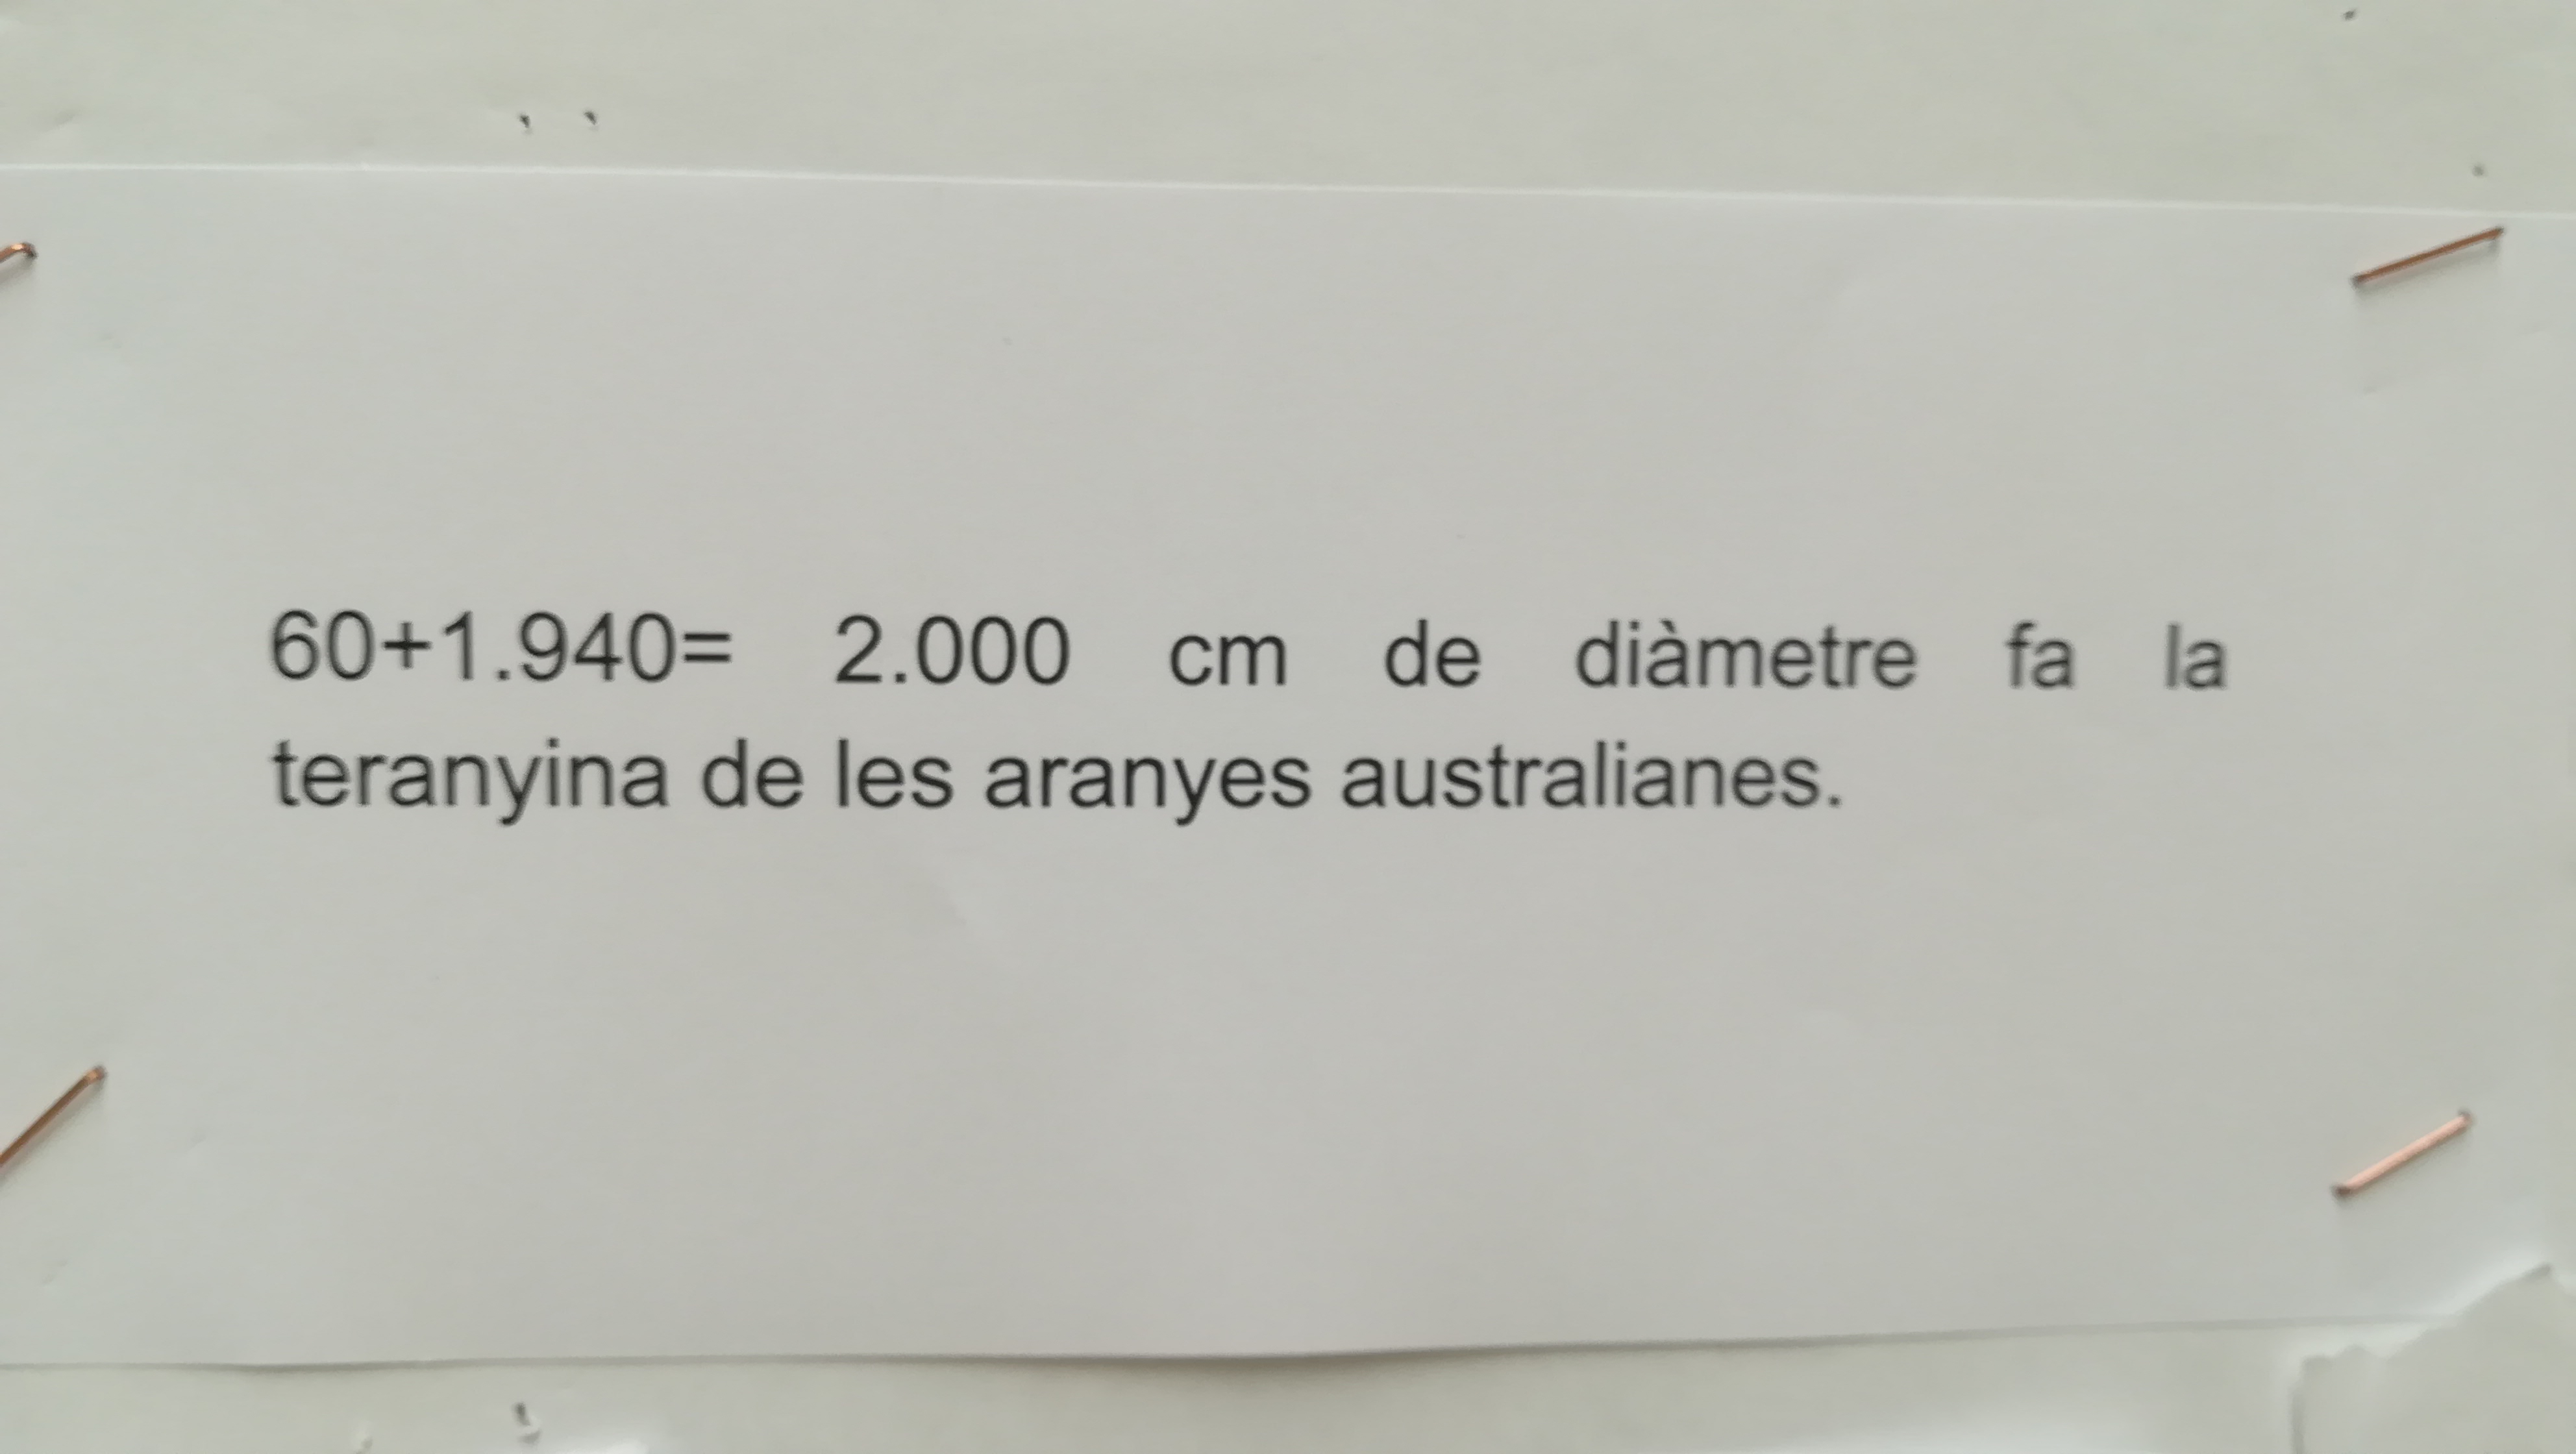 60+1.940= 2.000 cm de diàmetre fa la
teranyina de les aranyes australianes.